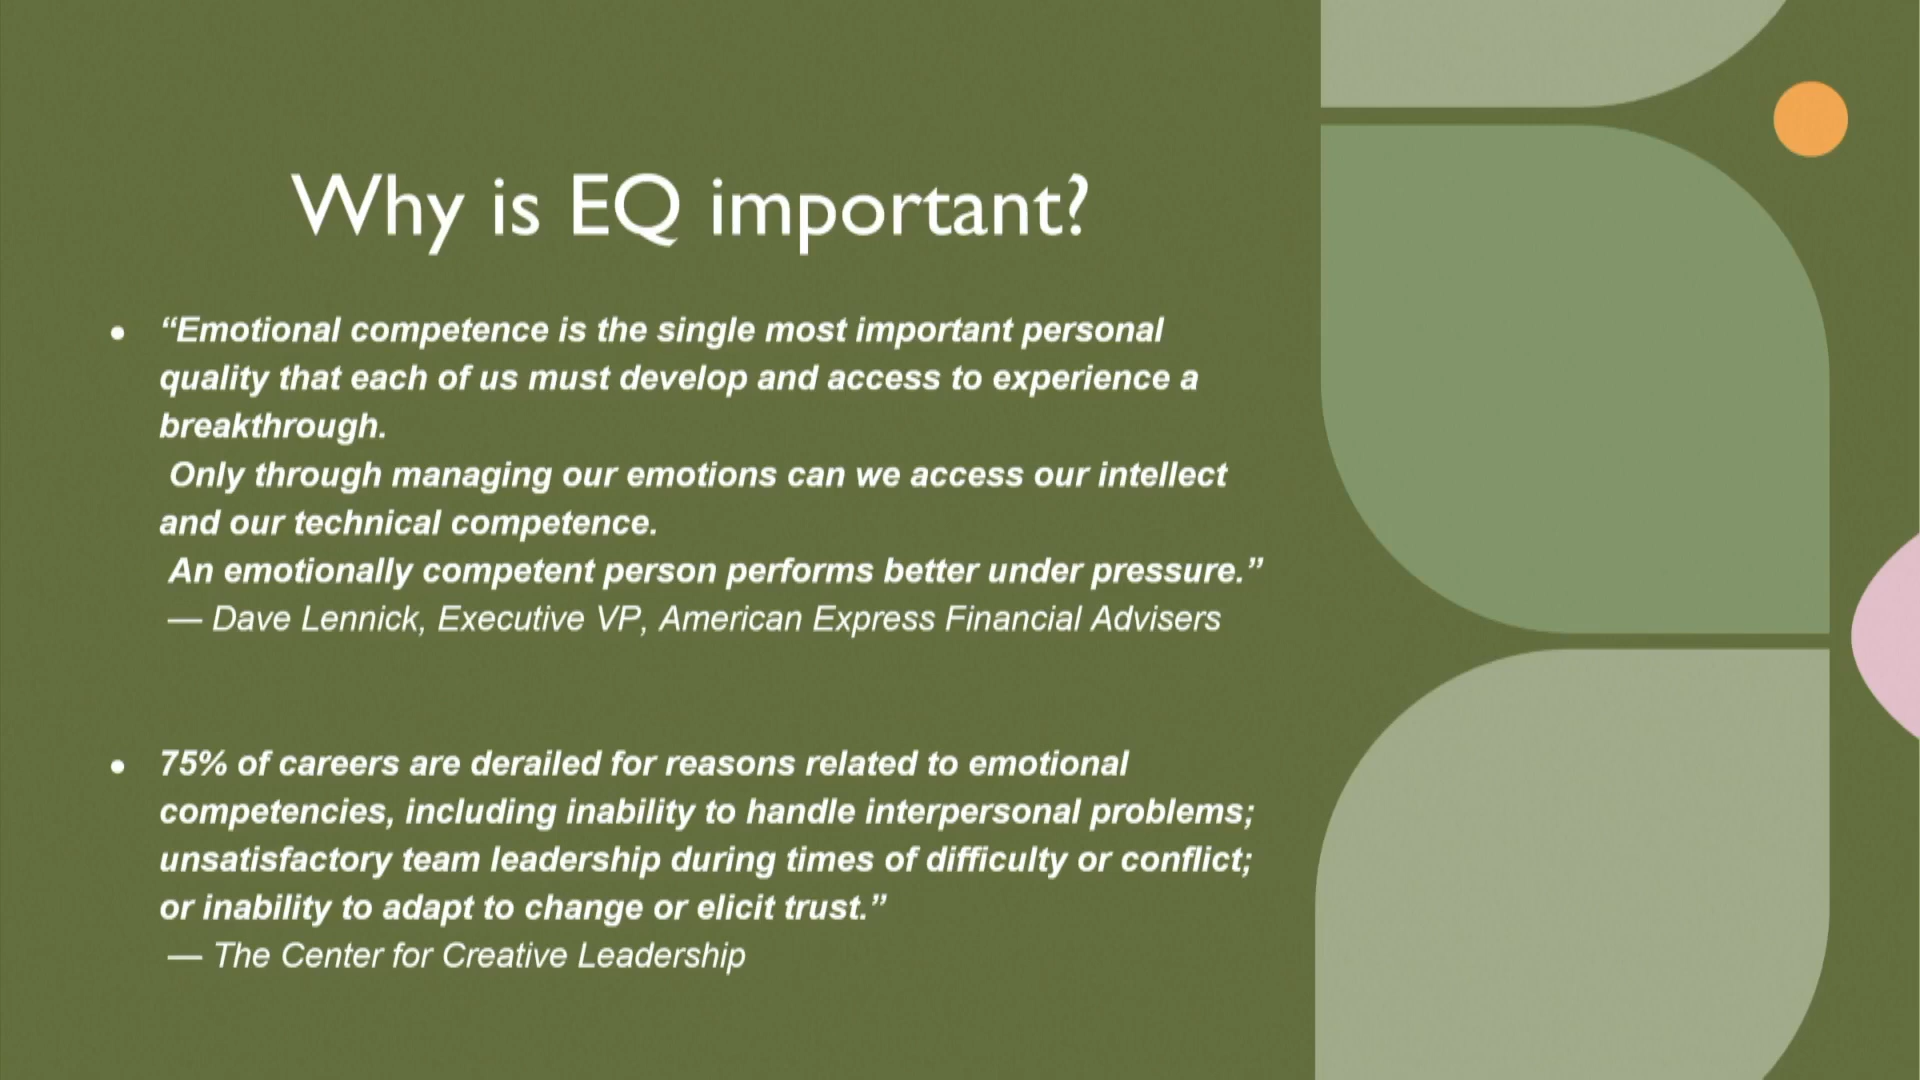 Why is EQ important?
• “Emotional competence is the single most important personal
quality that each of us must develop and access to experience a
breakthrough.
Only through managing our emotions can we access our intellect
and our technical competence.
An emotionally competent person performs better under pressure.”
— Dave Lennick, Executive VP, American Express Financial Advisers
• 75% of careers are derailed for reasons related to emotional
competencies, including inability to handle interpersonal problems;
unsatisfactory team leadership during times of difficulty or conflict;
or inability to adapt to change or elicit trust.”
— The Center for Creative Leadership